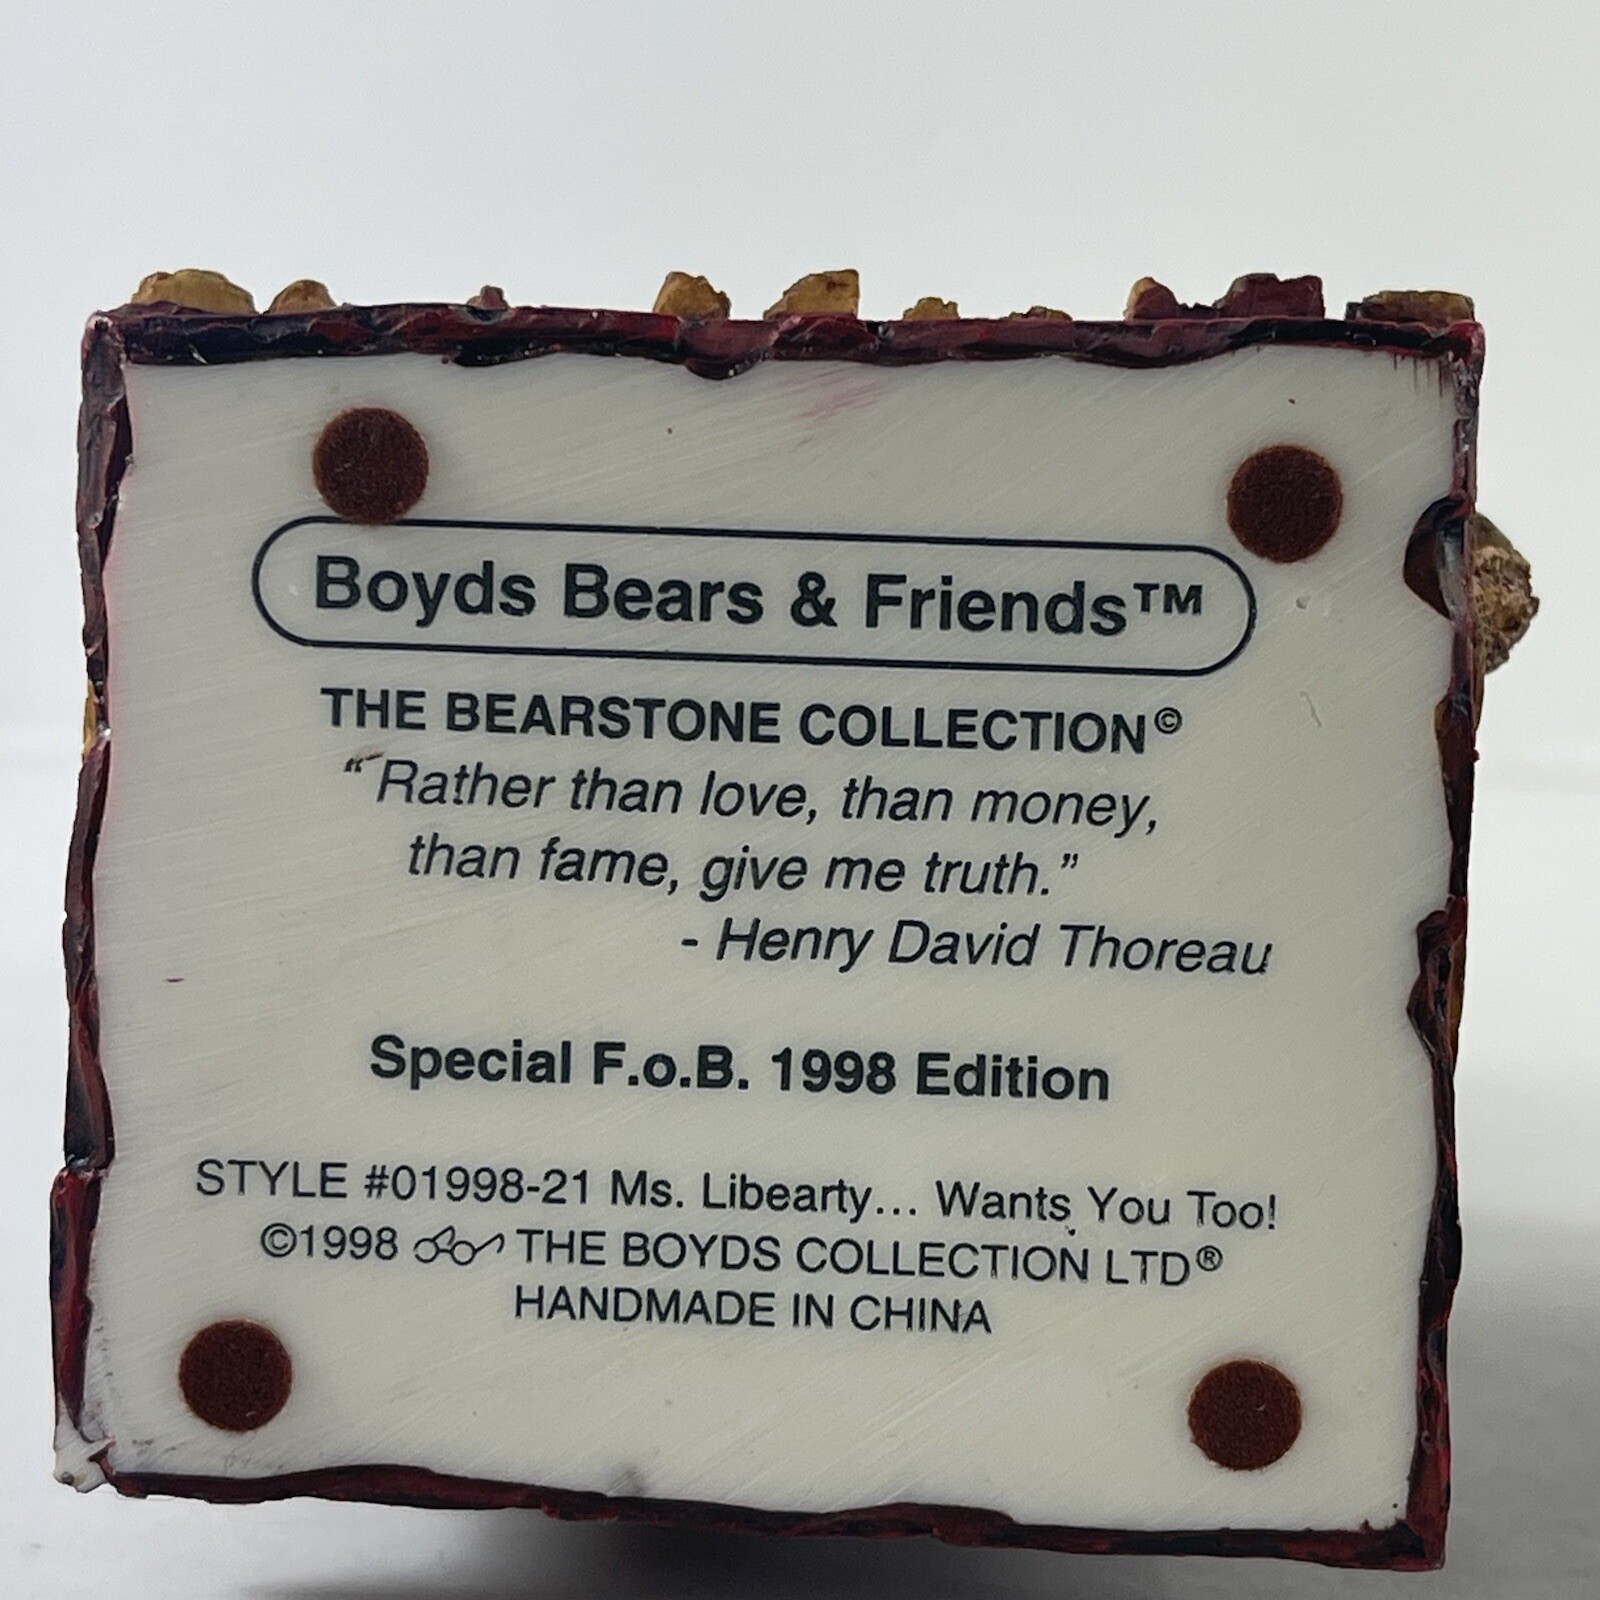 Boyds Bears & Friends™
THE BEARSTONE COLLECTION©
“Rather than love, than money,
than fame, give me truth.”
- Henry David Thoreau
Special F.o.B. 1998 Edition
STYLE #01998-21 Ms. Libearty... Wants You Too!
©1998 THE BOYDS COLLECTION LTD®
HANDMADE IN CHINA